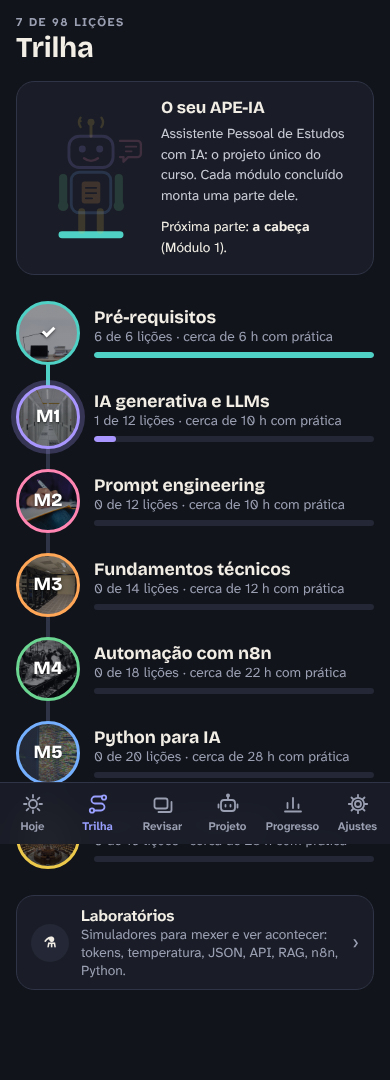 7 DE 98 LIÇÕES
Trilha
O seu APE-IA
Assistente Pessoal de Estudos
com IA: o projeto único do
curso. Cada módulo concluído
monta uma parte dele.
Próxima parte: a cabeça
(Módulo 1).
Pré-requisitos
6 de 6 lições · cerca de 6 h com prática
M1
IA generativa e LLMs
1 de 12 lições · cerca de 10 h com prática
M2
Prompt engineering
0 de 12 lições · cerca de 10 h com prática
M3
Fundamentos técnicos
0 de 14 lições · cerca de 12 h com prática
M4
Automação com n8n
0 de 18 lições · cerca de 22 h com prática
M5
Python para IA
0 de 20 lições · cerca de 28 h com prática
Hoje
Trilha
Revisar
Projeto
Progresso
Ajustes
Laboratórios
Simuladores para mexer e ver acontecer:
tokens, temperatura, JSON, API, RAG, n8n,
Python.